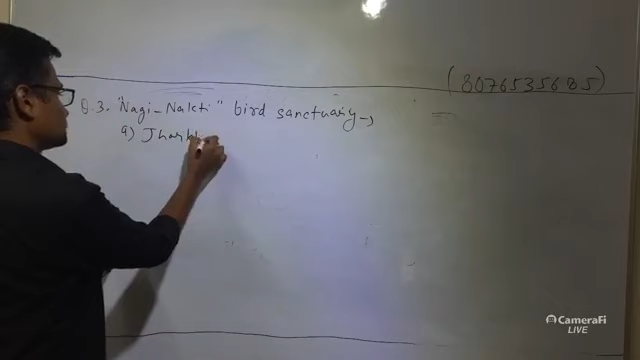 (8076535685)
Q.3. "Nagi-Nakti" bird sanctuary →
a) Jharkh
CameraFi
LIVE